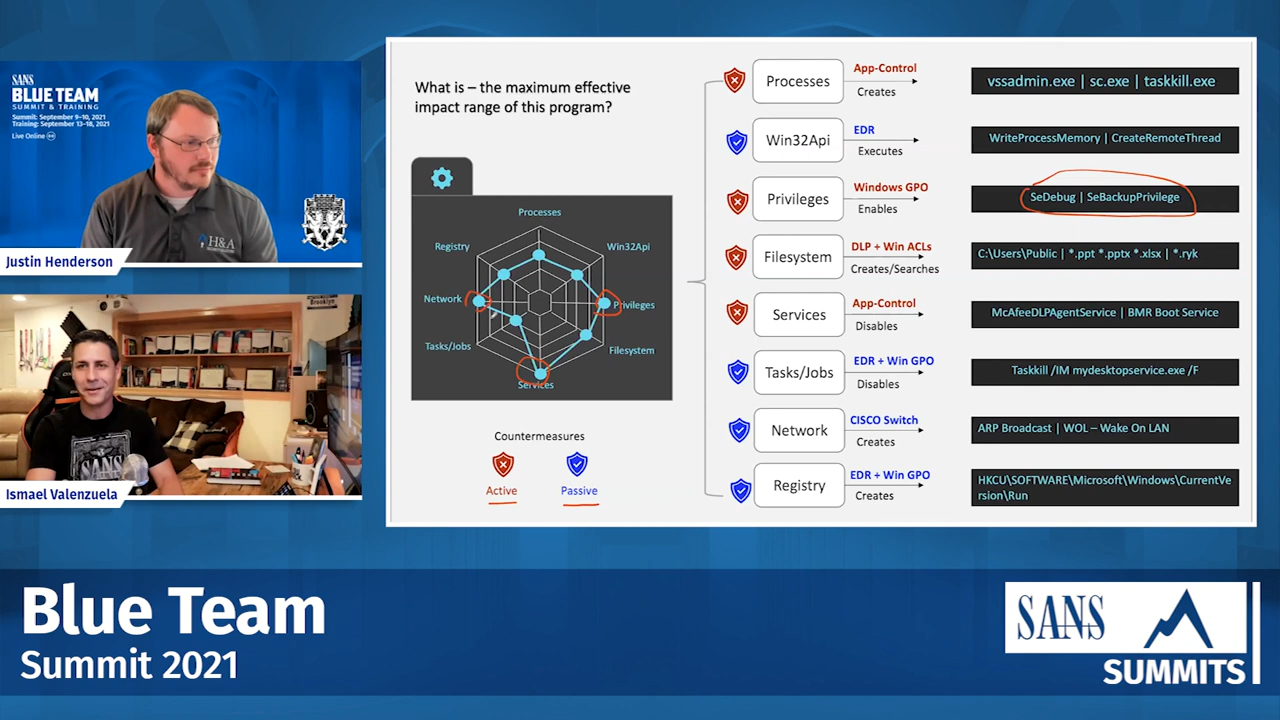 SANS
BLUE TEAM
SUMMIT & TRAINING
Summit: September 9-10, 2021
Training: September 13-18, 2021
Live Online
H&A
Justin Henderson
Brooklyn
SANS
Ismael Valenzuela
What is – the maximum effective
impact range of this program?
Processes
Registry
Win32Api
Network
Privileges
Tasks/Jobs
Filesystem
Services
Countermeasures
Active
Passive
Processes
App-Control
Creates
vssadmin.exe | sc.exe | taskkill.exe
Win32Api
EDR
Executes
WriteProcessMemory | CreateRemoteThread
Privileges
Windows GPO
Enables
SeDebug | SeBackupPrivilege
Filesystem
DLP + Win ACLs
Creates/Searches
C:\Users\Public | *.ppt *.pptx *.xlsx | *.ryk
Services
App-Control
Disables
McAfeeDLPAgentService | BMR Boot Service
Tasks/Jobs
EDR + Win GPO
Disables
Taskkill /IM mydesktopservice.exe /F
Network
CISCO Switch
Creates
ARP Broadcast | WOL – Wake On LAN
Registry
EDR + Win GPO
Creates
HKCU\SOFTWARE\Microsoft\Windows\CurrentVe
rsion\Run
Blue Team
Summit 2021
SANS
SUMMITS